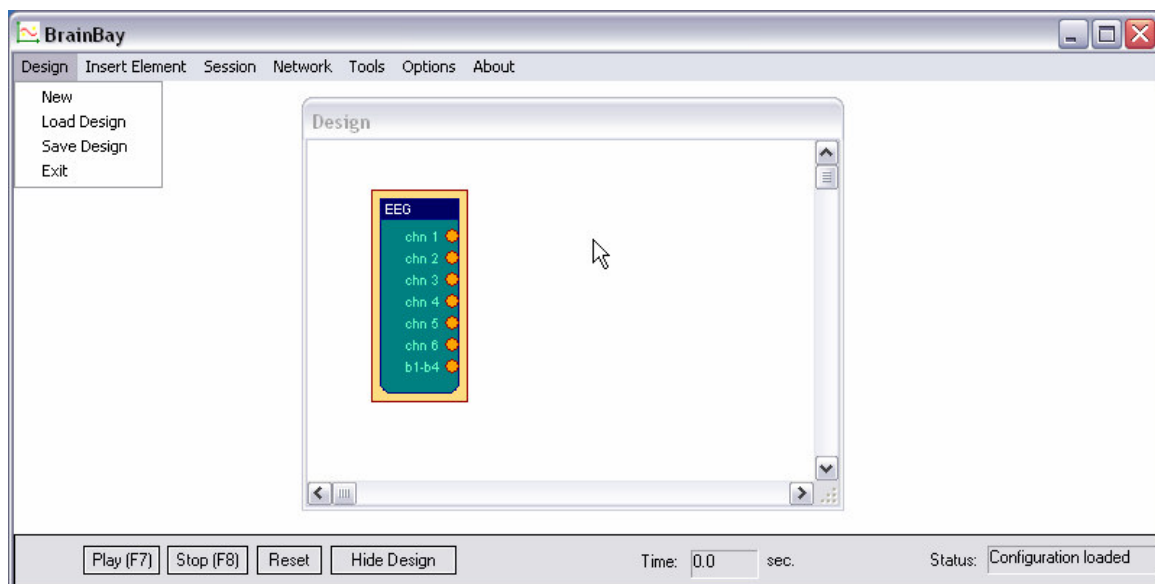 BrainBay
Design Insert Element Session Network Tools Options About
New
Load Design
Save Design
Exit
Design
EEG
chn 1
chn 2
chn 3
chn 4
chn 5
chn 6
b1-b4
Play (F7) Stop (F8) Reset Hide Design Time: 0.0 sec. Status: Configuration loaded